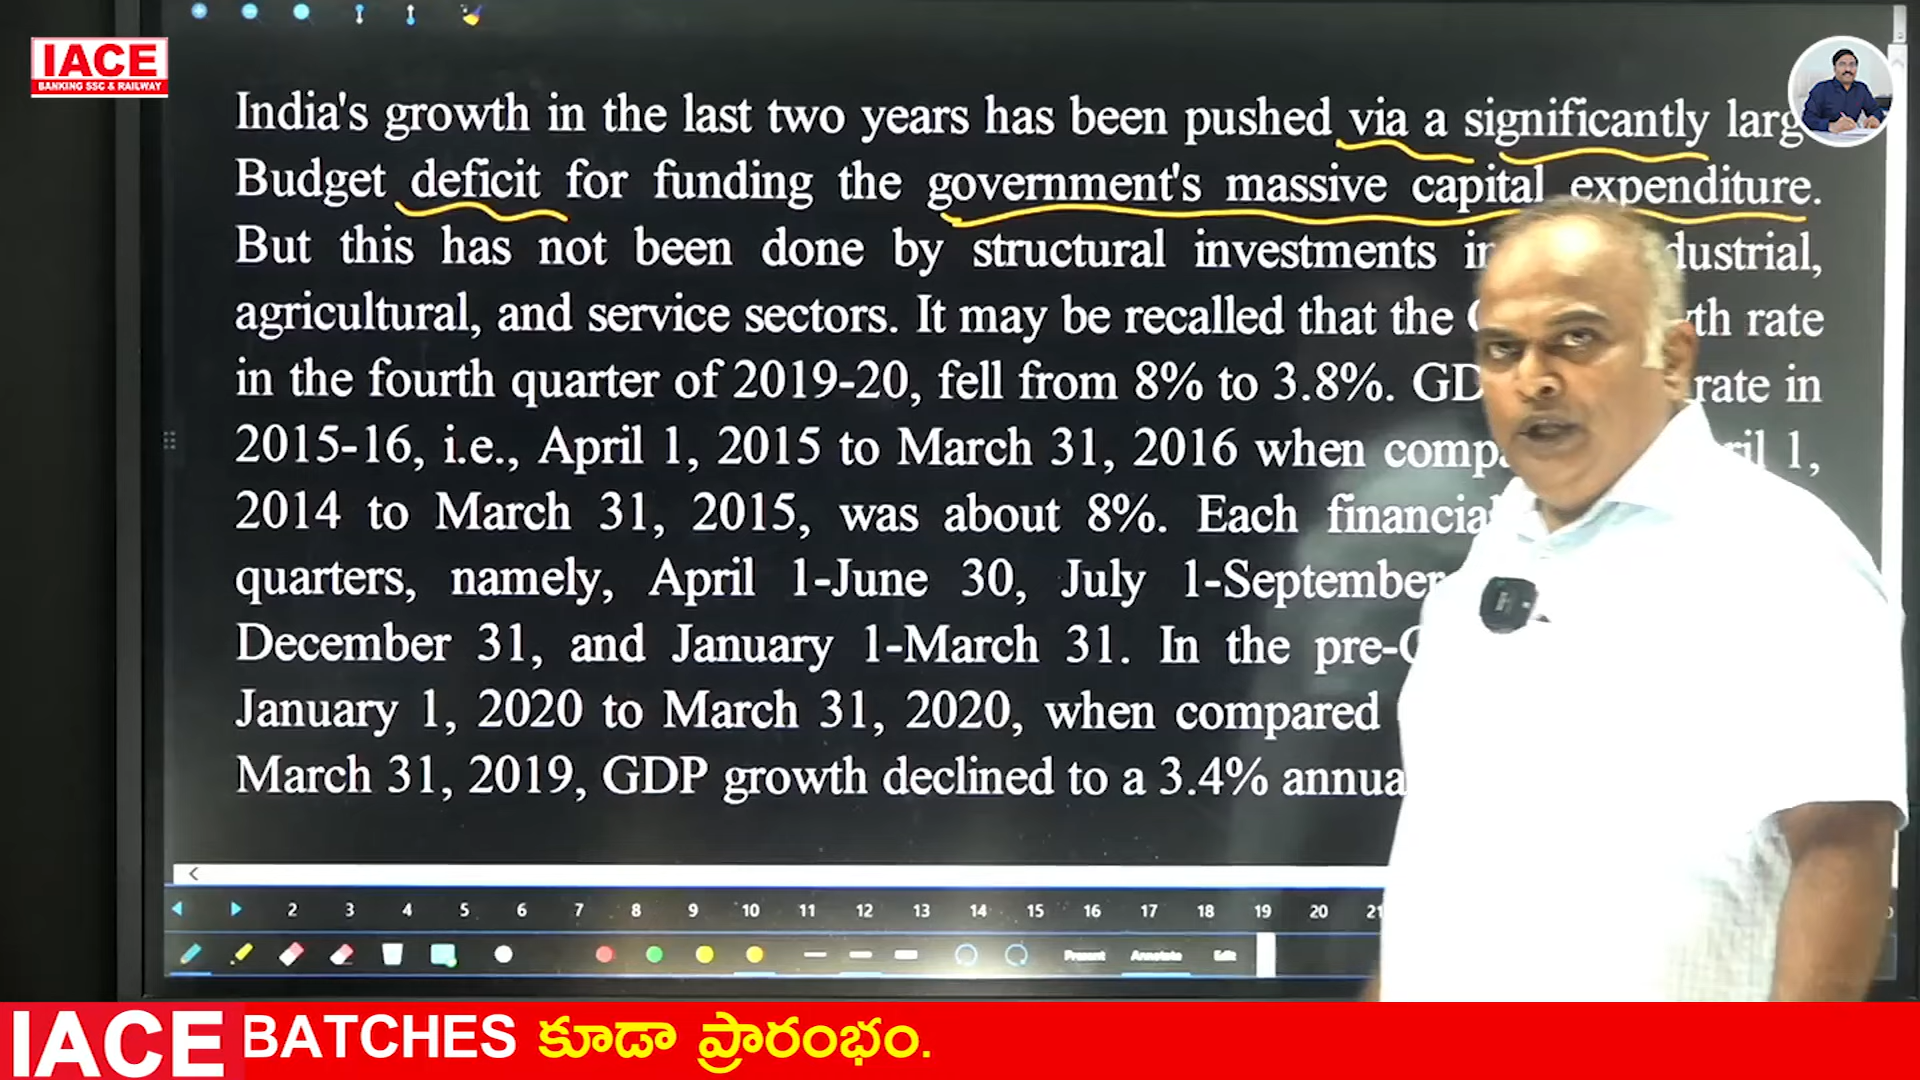 IACE
BANKING SSC & RAILWAY
India's growth in the last two years has been pushed via a significantly larg
Budget deficit for funding the government's massive capital expenditure.
But this has not been done by structural investments in dustrial,
agricultural, and service sectors. It may be recalled that the th rate
in the fourth quarter of 2019-20, fell from 8% to 3.8%. GD rate in
2015-16, i.e., April 1, 2015 to March 31, 2016 when comp ril 1,
2014 to March 31, 2015, was about 8%. Each financial
quarters, namely, April 1-June 30, July 1-September
December 31, and January 1-March 31. In the pre-
January 1, 2020 to March 31, 2020, when compared
March 31, 2019, GDP growth declined to a 3.4% annua
2 3 4 5 6 7 8 9 10 11 12 13 14 15 16 17 18 19 20 21
Present Annotate Edit
IACE BATCHES కూడా ప్రారంభం.